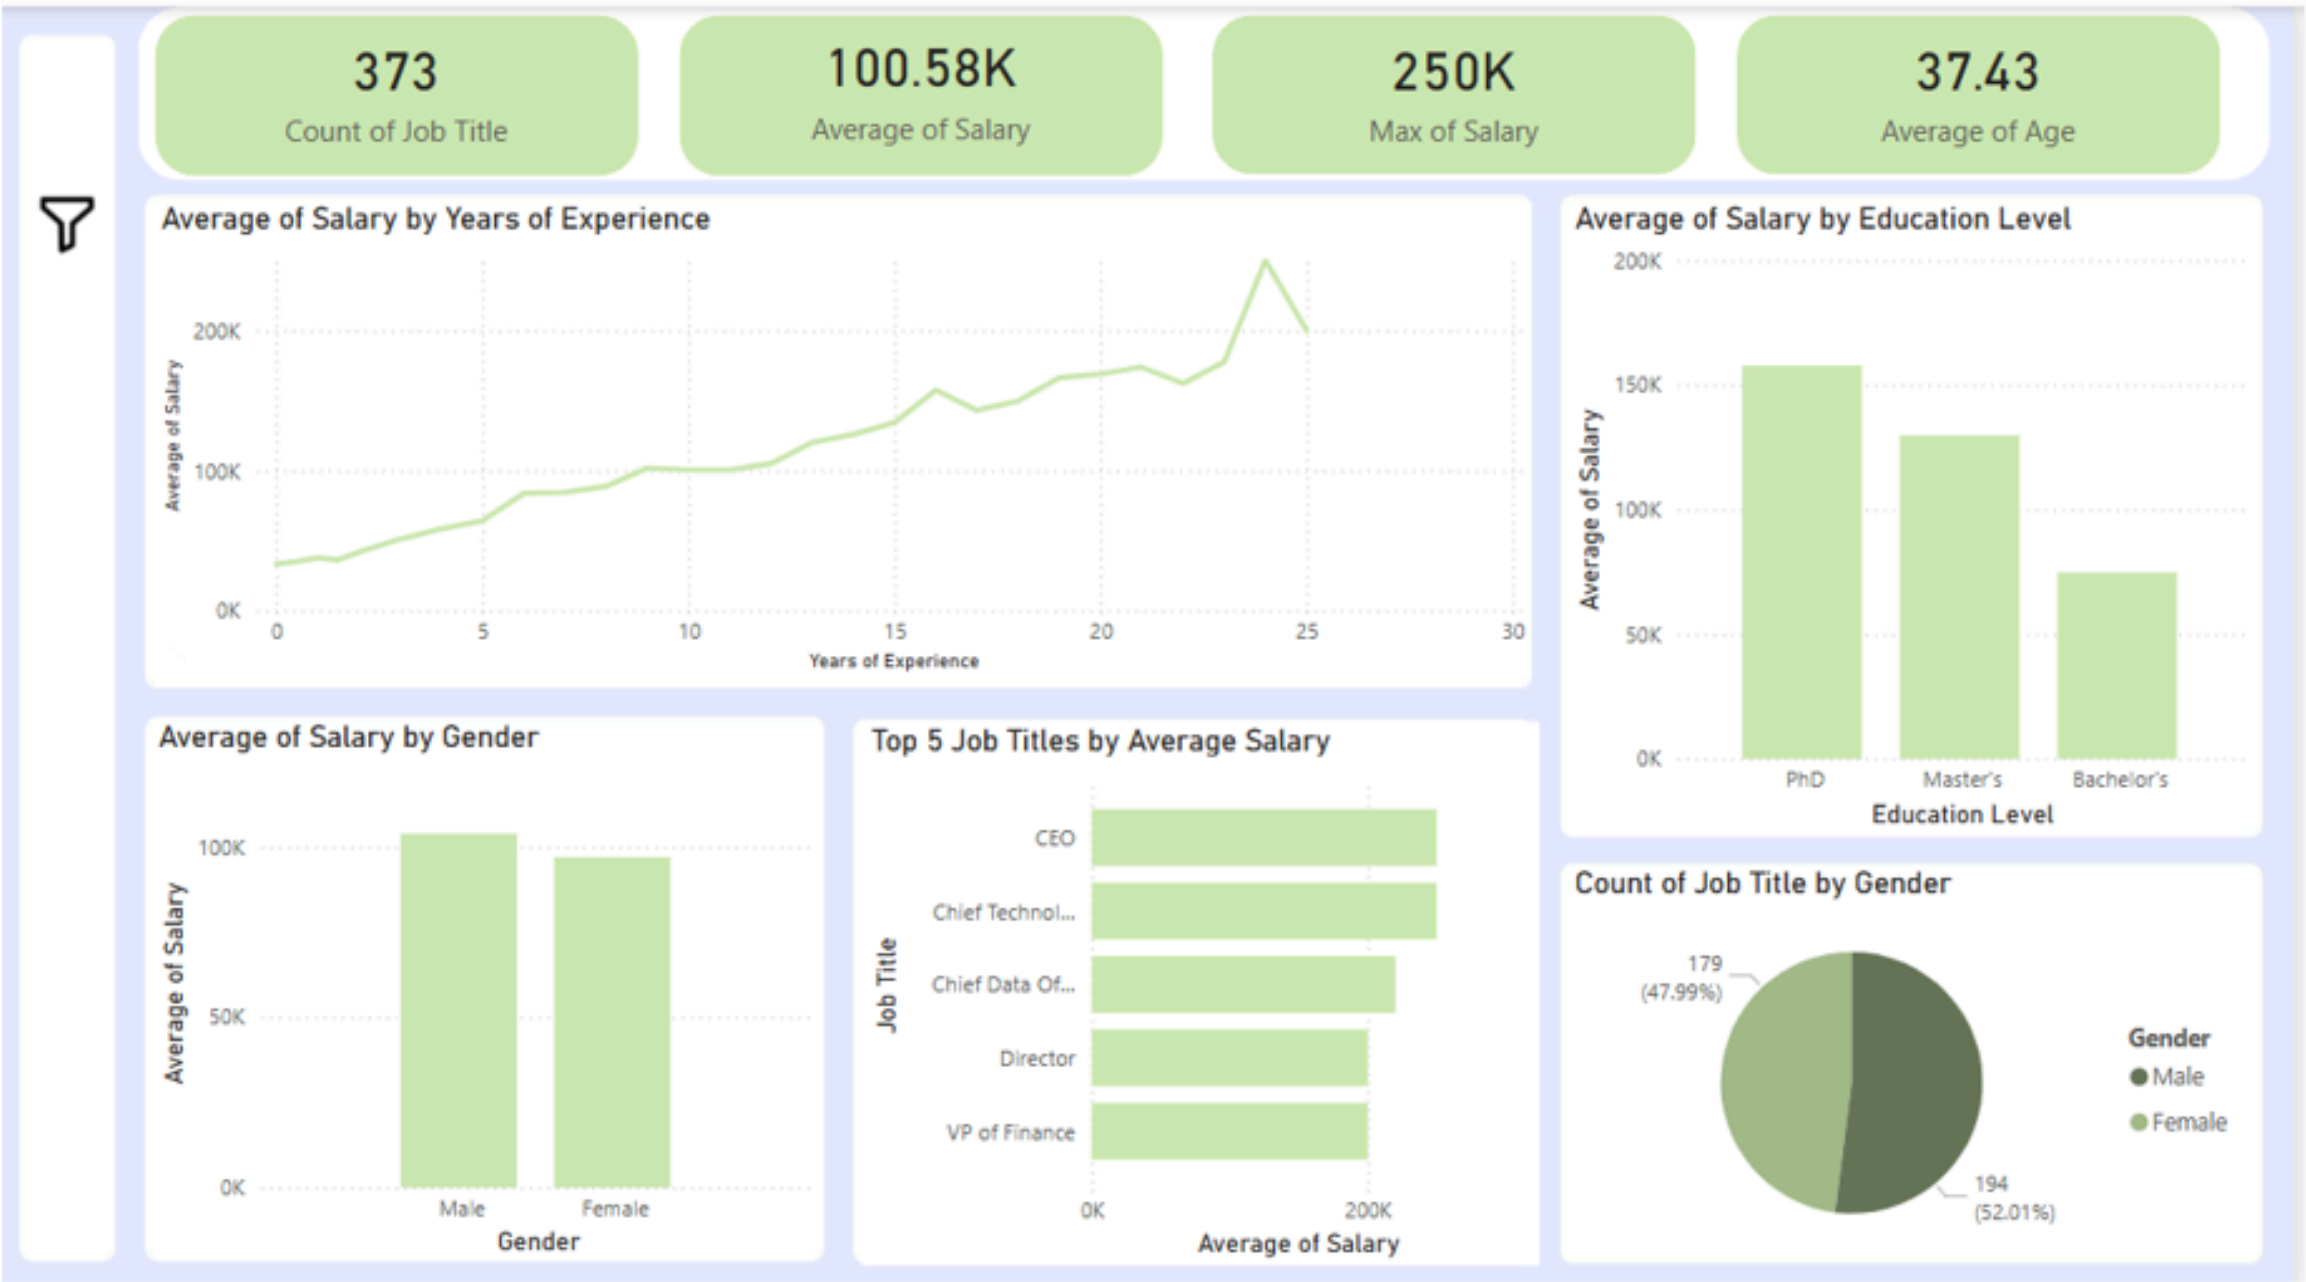 373
Count of Job Title
100.58K
Average of Salary
250K
Max of Salary
37.43
Average of Age
Average of Salary by Years of Experience
Average of Salary
200K
100K
0K
0
5
10
15
20
25
30
Years of Experience
Average of Salary by Education Level
Average of Salary
200K
150K
100K
50K
0K
PhD
Master's
Bachelor's
Education Level
Average of Salary by Gender
Average of Salary
100K
50K
0K
Male
Female
Gender
Top 5 Job Titles by Average Salary
Job Title
CEO
Chief Technol...
Chief Data Of...
Director
VP of Finance
0K
200K
Average of Salary
Count of Job Title by Gender
179
(47.99%)
194
(52.01%)
Gender
Male
Female